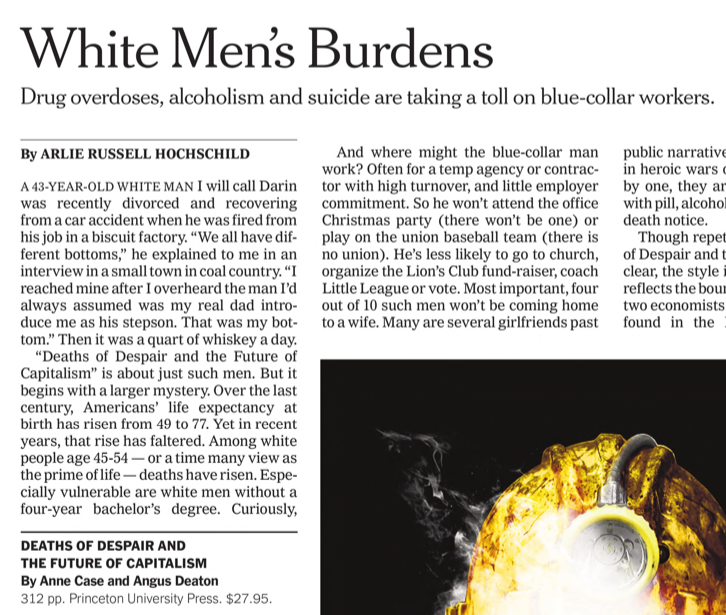 White Men's Burdens
Drug overdoses, alcoholism and suicide are taking a toll on blue-collar workers.
By ARLIE RUSSELL HOCHSCHILD
A 43-YEAR-OLD WHITE MAN I will call Darin
was recently divorced and recovering
from a car accident when he was fired from
his job in a biscuit factory. “We all have dif-
ferent bottoms,” he explained to me in an
interview in a small town in coal country. “I
reached mine after I overheard the man I’d
always assumed was my real dad intro-
duce me as his stepson. That was my bot-
tom.” Then it was a quart of whiskey a day.
“Deaths of Despair and the Future of
Capitalism” is about just such men. But it
begins with a larger mystery. Over the last
century, Americans’ life expectancy at
birth has risen from 49 to 77. Yet in recent
years, that rise has faltered. Among white
people age 45-54 — or a time many view as
the prime of life — deaths have risen. Espe-
cially vulnerable are white men without a
four-year bachelor’s degree. Curiously,
DEATHS OF DESPAIR AND
THE FUTURE OF CAPITALISM
By Anne Case and Angus Deaton
312 pp. Princeton University Press. $27.95.
And where might the blue-collar man
work? Often for a temp agency or contrac-
tor with high turnover, and little employer
commitment. So he won’t attend the office
Christmas party (there won’t be one) or
play on the union baseball team (there is
no union). He’s less likely to go to church,
organize the Lion’s Club fund-raiser, coach
Little League or vote. Most important, four
out of 10 such men won’t be coming home
to a wife. Many are several girlfriends past
public narrative
in heroic wars
by one, they
with pill,
death notice.
Though
of Despair and
clear, the style
reflects the
two economists
found in the